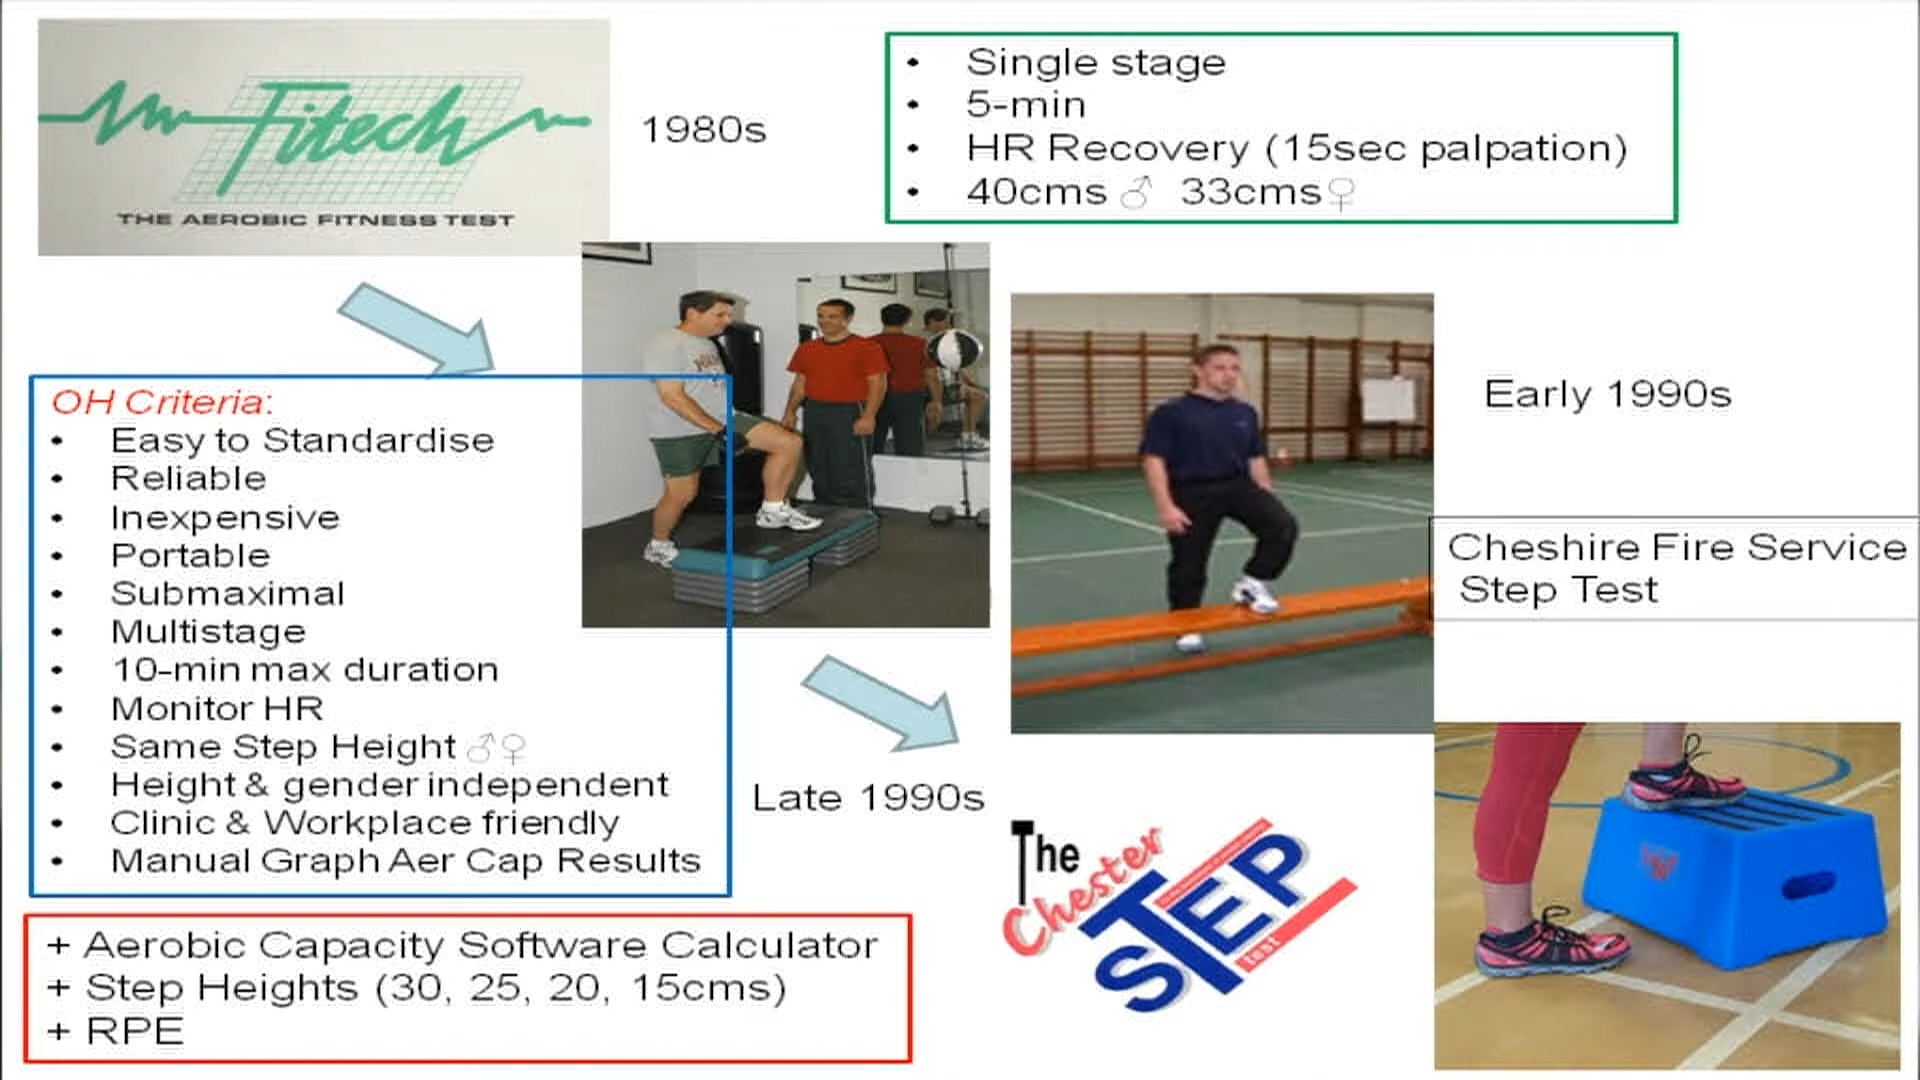 Fitech
THE AEROBIC FITNESS TEST
1980s
• Single stage
• 5-min
• HR Recovery (15sec palpation)
• 40cms ♂ 33cms♀
OH Criteria:
• Easy to Standardise
• Reliable
• Inexpensive
• Portable
• Submaximal
• Multistage
• 10-min max duration
• Monitor HR
• Same Step Height ♂♀
• Height & gender independent
• Clinic & Workplace friendly
• Manual Graph Aer Cap Results
Early 1990s
Cheshire Fire Service
Step Test
Late 1990s
The
Chester
STEP
test
+ Aerobic Capacity Software Calculator
+ Step Heights (30, 25, 20, 15cms)
+ RPE